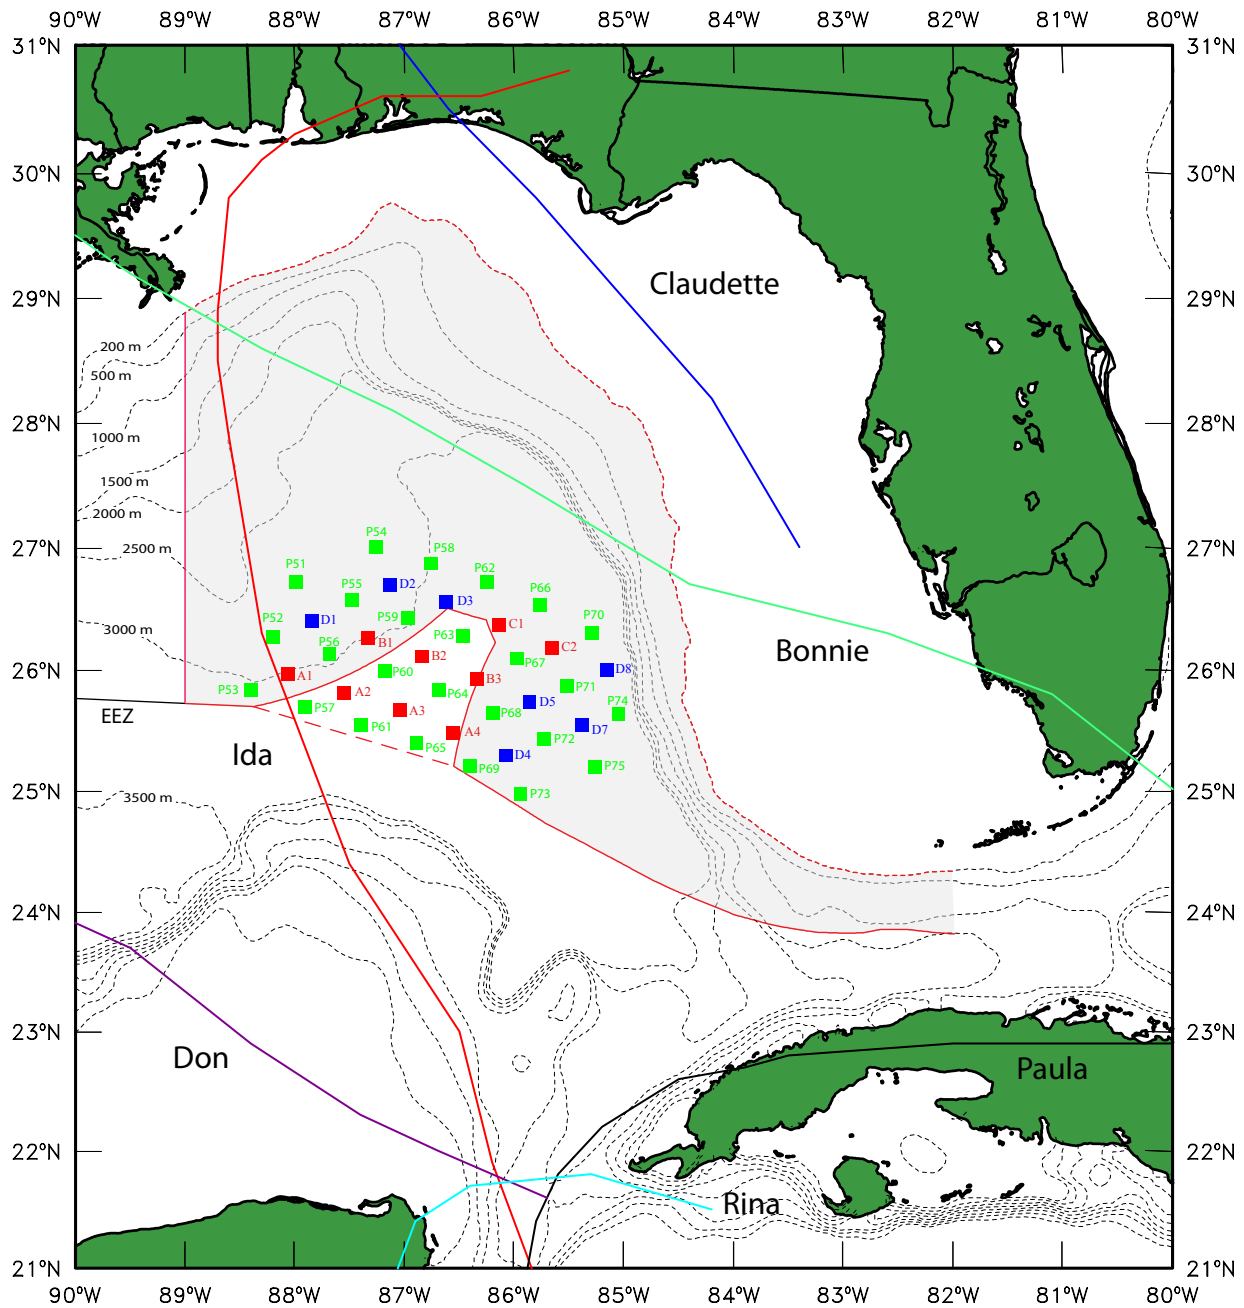 90°W 89°W 88°W 87°W 86°W 85°W 84°W 83°W 82°W 81°W 80°W
31°N 31°N
30°N 30°N
Claudette
29°N 29°N
200 m
500 m
28°N 28°N
1000 m
1500 m
2000 m
P54
27°N 2500 m P58 27°N
P51 P62
P55 D2 P66
D3
P52 D1 P59 C1 P70
3000 m P56 B1 P63 C2
Bonnie
26°N B2 P67 D8 26°N
A1 P60 B3
P53 A2 P64 P71
EEZ P57 A3 P68 D5 P74
P61 A4 P72 D7
Ida P65 D4
P69 P75
25°N 3500 m P73 25°N
24°N 24°N
23°N 23°N
Don Paula
22°N 22°N
Rina
21°N 21°N
90°W 89°W 88°W 87°W 86°W 85°W 84°W 83°W 82°W 81°W 80°W